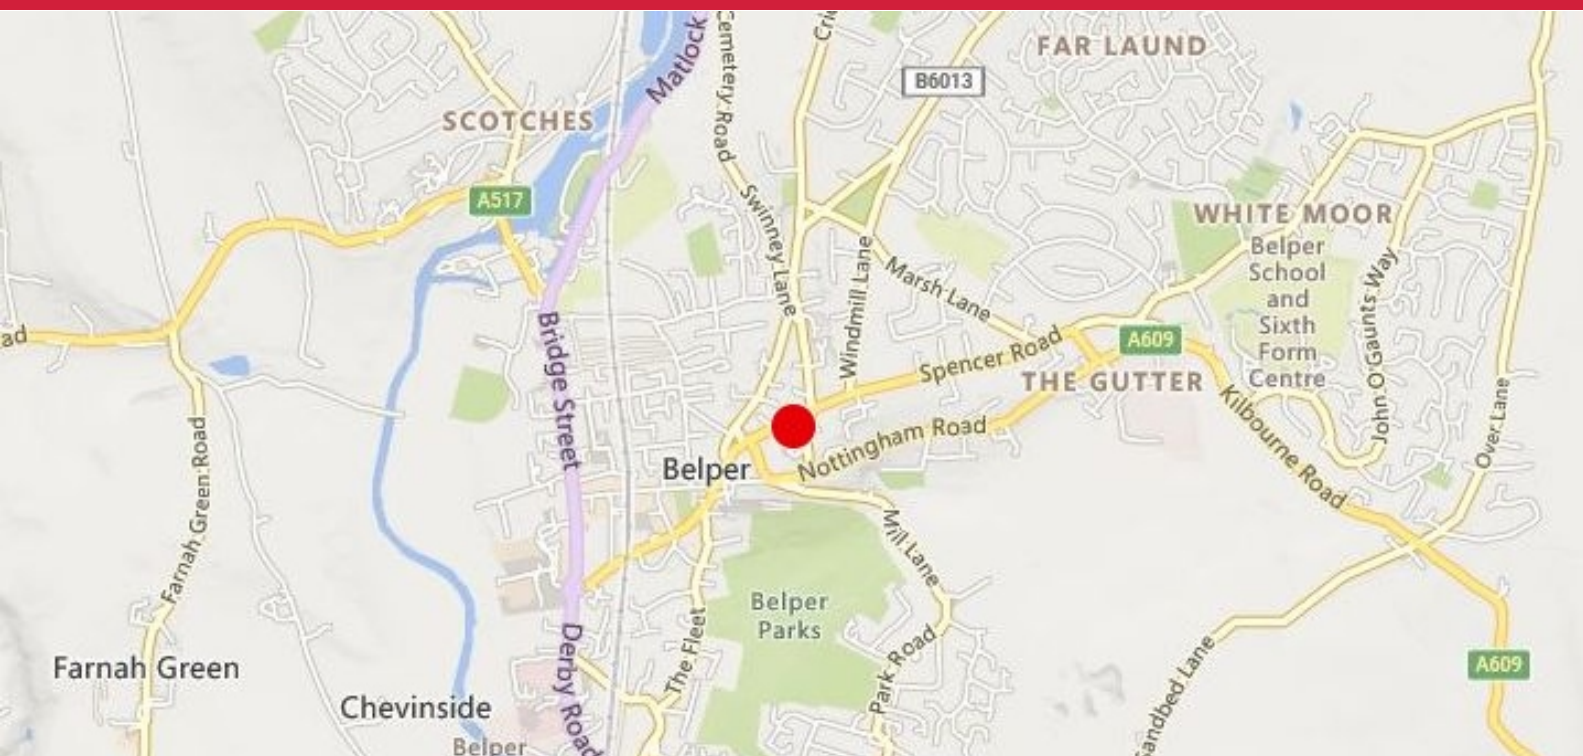 Matlock
Cemetery Road
Cri
FAR LAUND
B6013
SCOTCHES
A517
Swinney Lane
WHITE MOOR
Belper
School
and
Sixth
Form
Centre
Windmill Lane
Marsh Lane
John O'Gaunts Way
ad
Bridge Street
Spencer Road
A609
THE GUTTER
Kilbourne Road
Over Lane
Farnah Green Road
Belper
Nottingham Road
Mill Lane
Belper
Parks
The Fleet
Park Road
Derby Road
andbed Lane
A609
Farnah Green
Chevinside
Belper